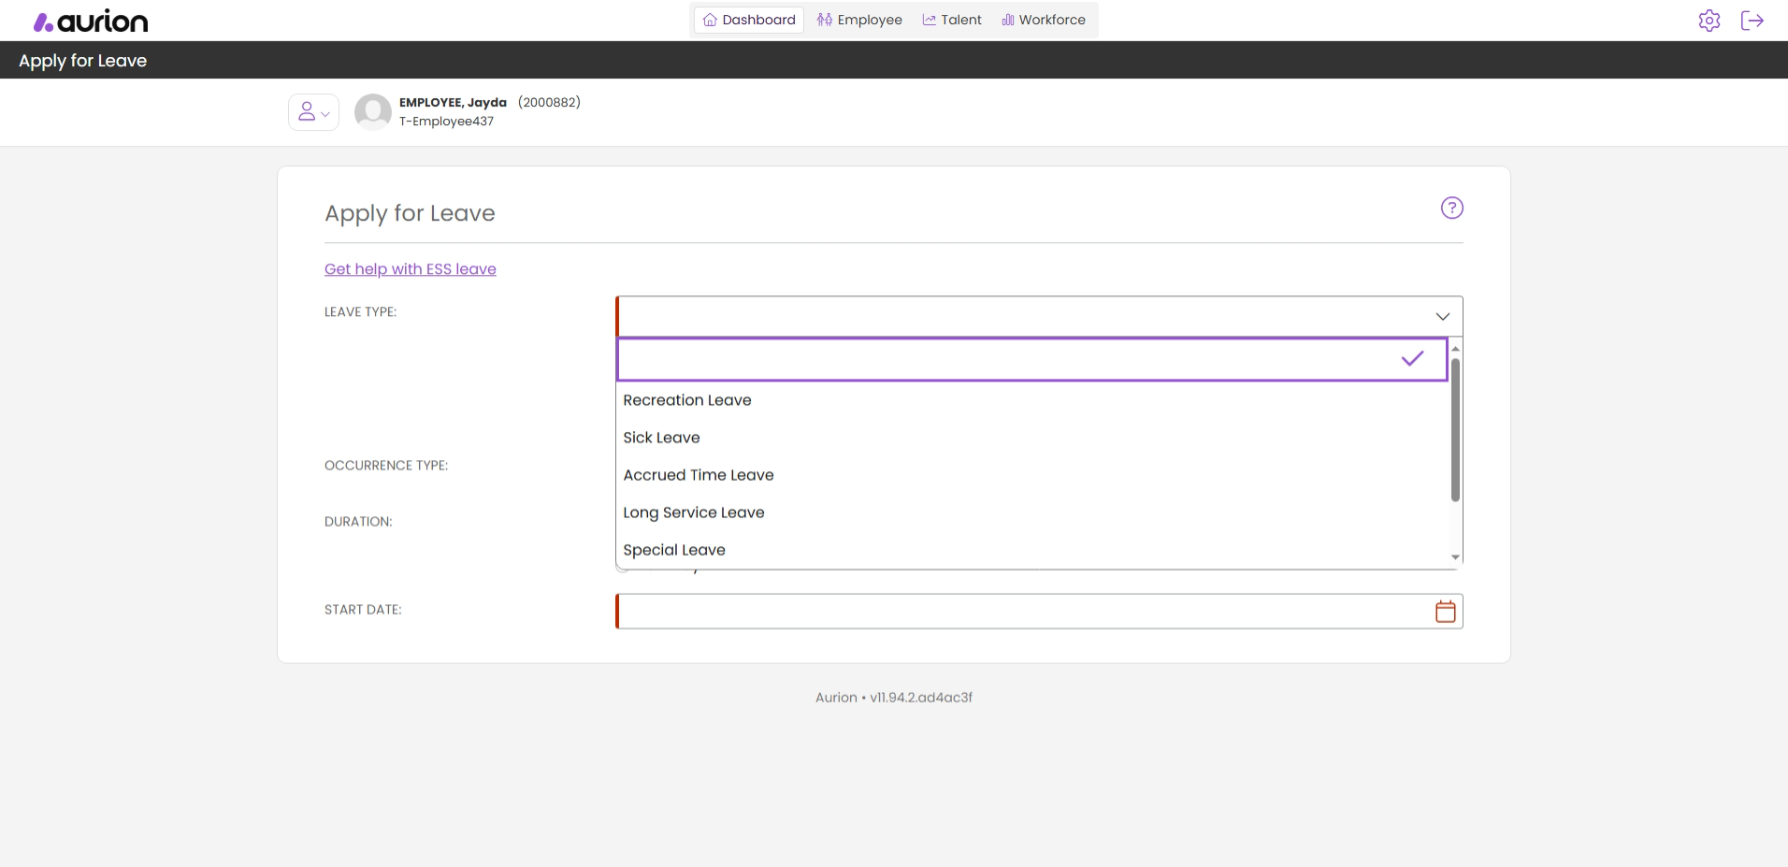 aurion
Dashboard
Employee
Talent
Workforce
Apply for Leave
EMPLOYEE, Jayda (2000882)
T-Employee437
Apply for Leave
?
Get help with ESS leave
LEAVE TYPE:
Recreation Leave
Sick Leave
Accrued Time Leave
Long Service Leave
Special Leave
OCCURRENCE TYPE:
DURATION:
START DATE:
Aurion • v11.94.2.ad4ac3f